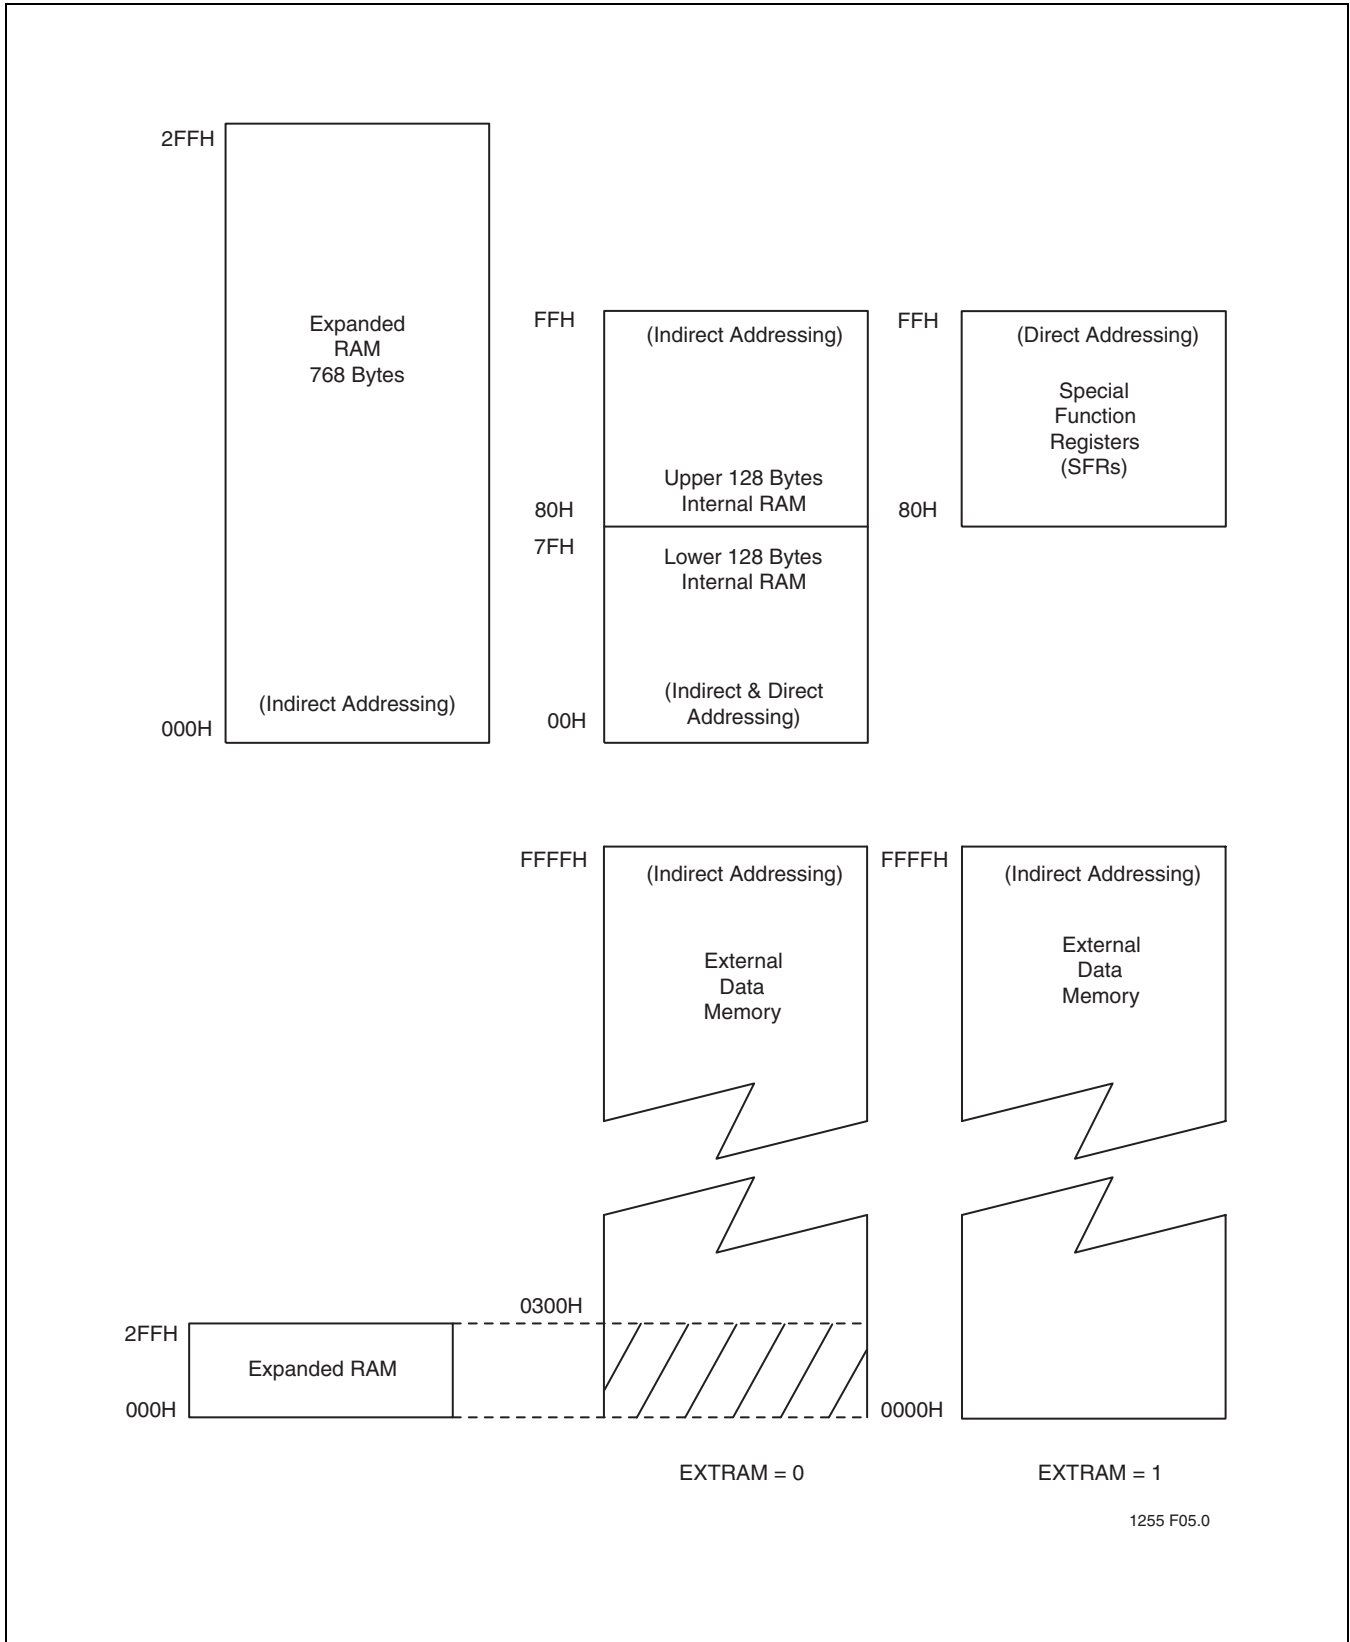 2FFH
Expanded
RAM
768 Bytes
(Indirect Addressing)
000H
FFH
(Indirect Addressing)
Upper 128 Bytes
Internal RAM
80H
7FH
Lower 128 Bytes
Internal RAM
(Indirect & Direct
Addressing)
00H
FFH
(Direct Addressing)
Special
Function
Registers
(SFRs)
80H
FFFFH
(Indirect Addressing)
External
Data
Memory
FFFFH
(Indirect Addressing)
External
Data
Memory
0300H
2FFH
Expanded RAM
000H
0000H
EXTRAM = 0
EXTRAM = 1
1255 F05.0